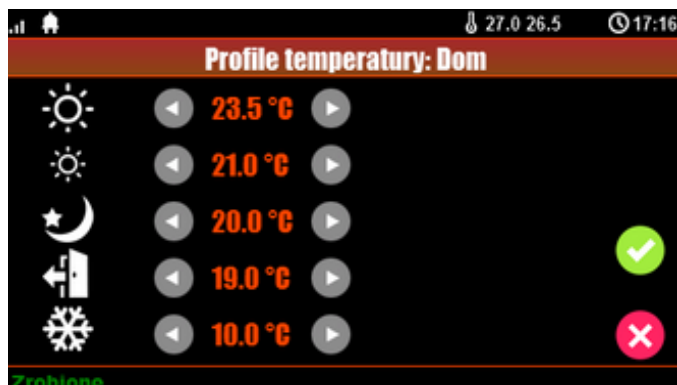 27.0 26.5 17:16
Profile temperatury: Dom
23.5 °C
21.0 °C
20.0 °C
19.0 °C
10.0 °C
Zrobiono